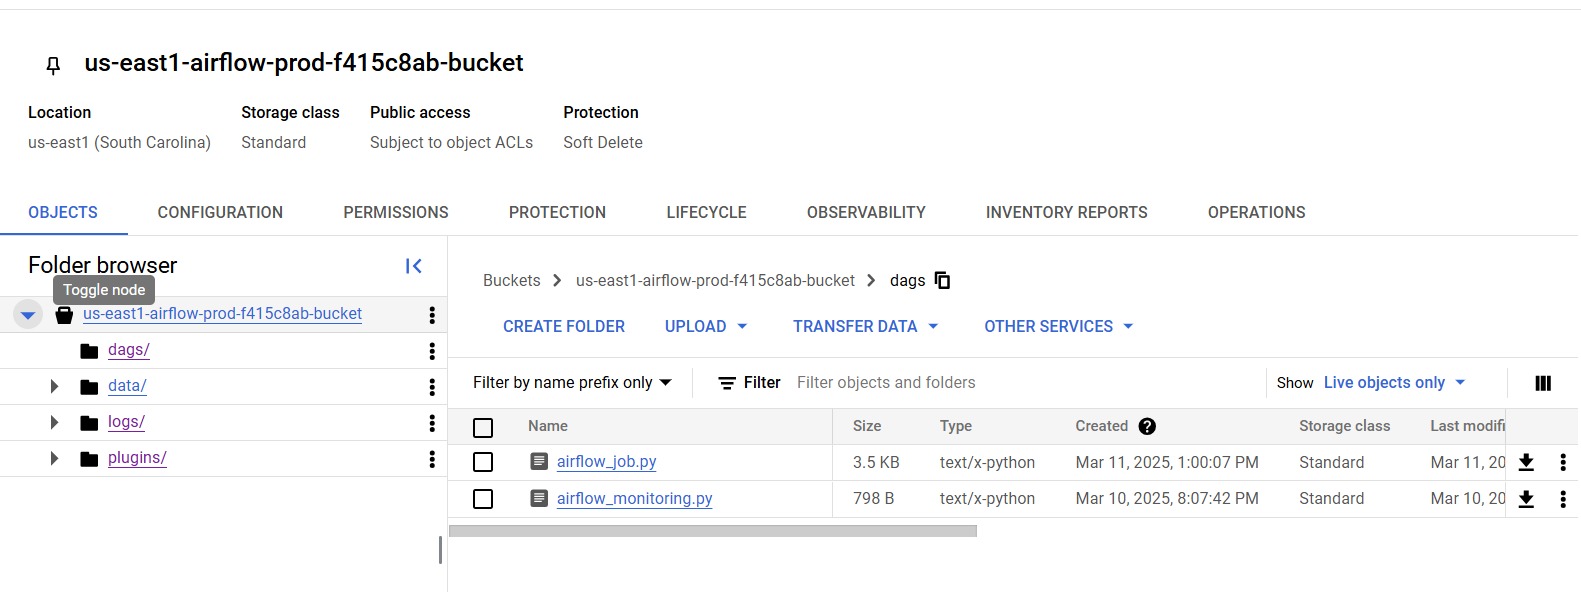 us-east1-airflow-prod-f415c8ab-bucket
Location Storage class Public access Protection
us-east1 (South Carolina) Standard Subject to object ACLs Soft Delete
OBJECTS CONFIGURATION PERMISSIONS PROTECTION LIFECYCLE OBSERVABILITY INVENTORY REPORTS OPERATIONS
Folder browser
Toggle node
us-east1-airflow-prod-f415c8ab-bucket
dags/
data/
logs/
plugins/
Buckets us-east1-airflow-prod-f415c8ab-bucket dags
CREATE FOLDER UPLOAD TRANSFER DATA OTHER SERVICES
Filter by name prefix only Filter Filter objects and folders Show Live objects only
Name Size Type Created ? Storage class Last modifi
airflow_job.py 3.5 KB text/x-python Mar 11, 2025, 1:00:07 PM Standard Mar 11, 20
airflow_monitoring.py 798 B text/x-python Mar 10, 2025, 8:07:42 PM Standard Mar 10, 20